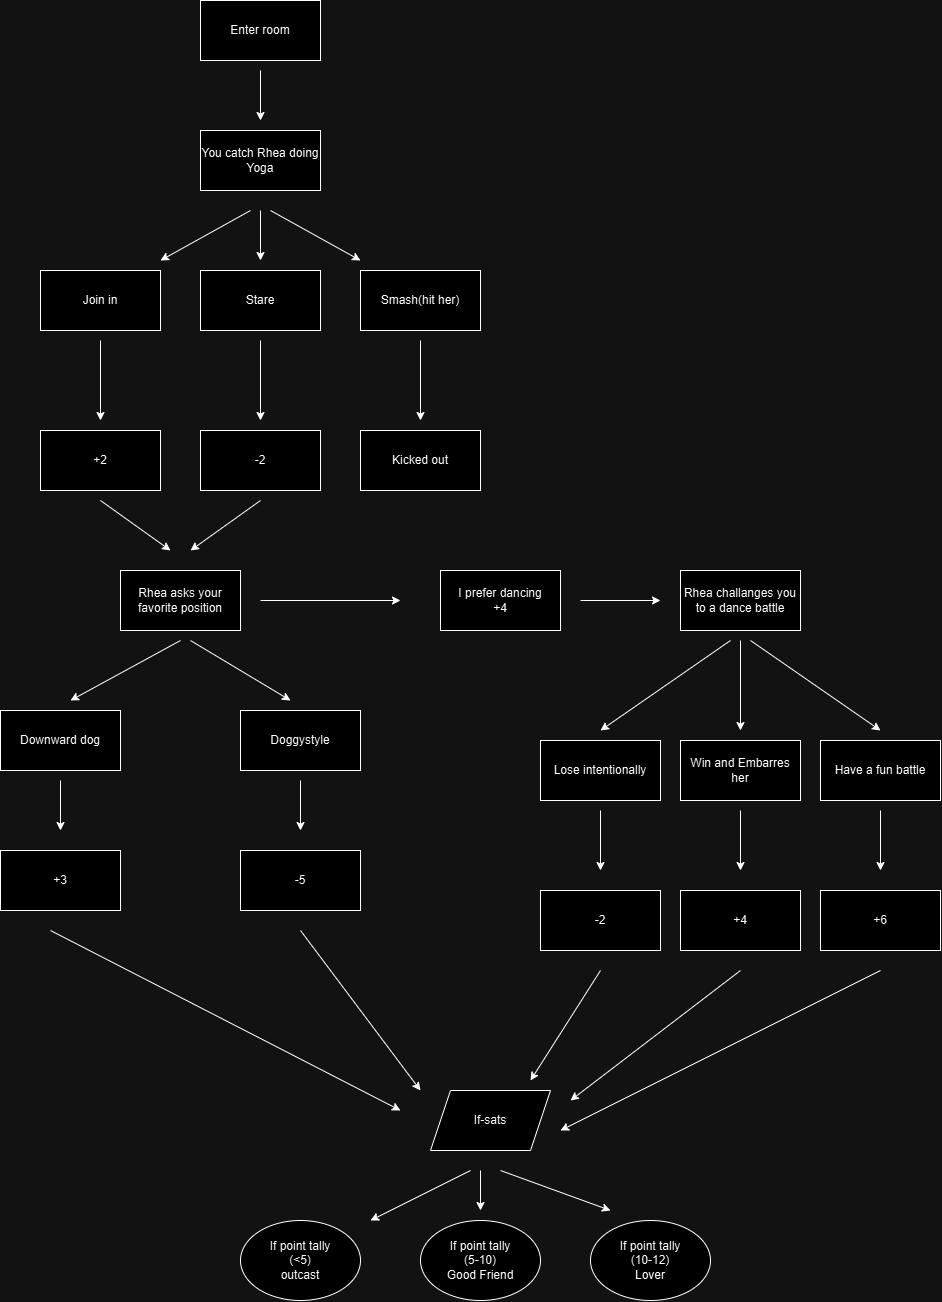 Enter room
You catch Rhea doing
Yoga
Join in
Stare
Smash(hit her)
+2
-2
Kicked out
Rhea asks your
favorite position
I prefer dancing
+4
Rhea challanges you
to a dance battle
Downward dog
Doggystyle
Lose intentionally
Win and Embarres
her
Have a fun battle
+3
-5
-2
+4
+6
If-sats
If point tally
(<5)
outcast
If point tally
(5-10)
Good Friend
If point tally
(10-12)
Lover